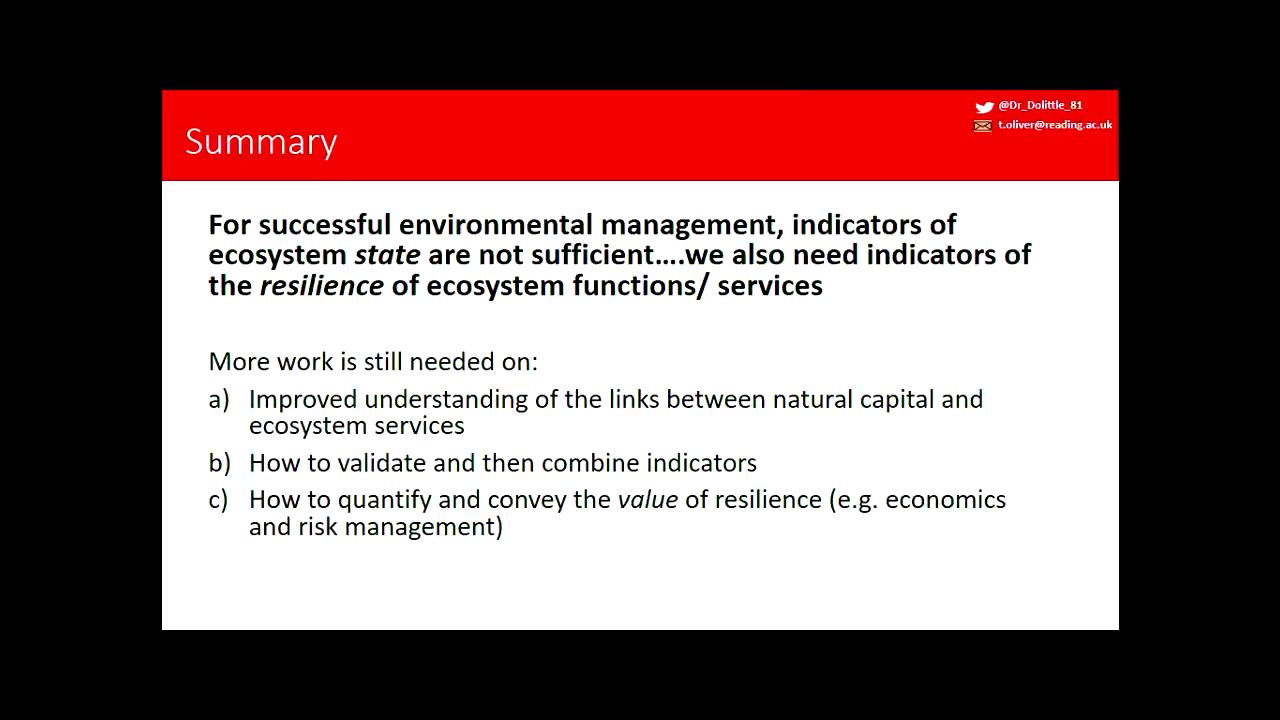 @Dr_Dolittle_81
t.oliver@reading.ac.uk
Summary
For successful environmental management, indicators of
ecosystem state are not sufficient….we also need indicators of
the resilience of ecosystem functions/ services
More work is still needed on:
a) Improved understanding of the links between natural capital and
ecosystem services
b) How to validate and then combine indicators
c) How to quantify and convey the value of resilience (e.g. economics
and risk management)